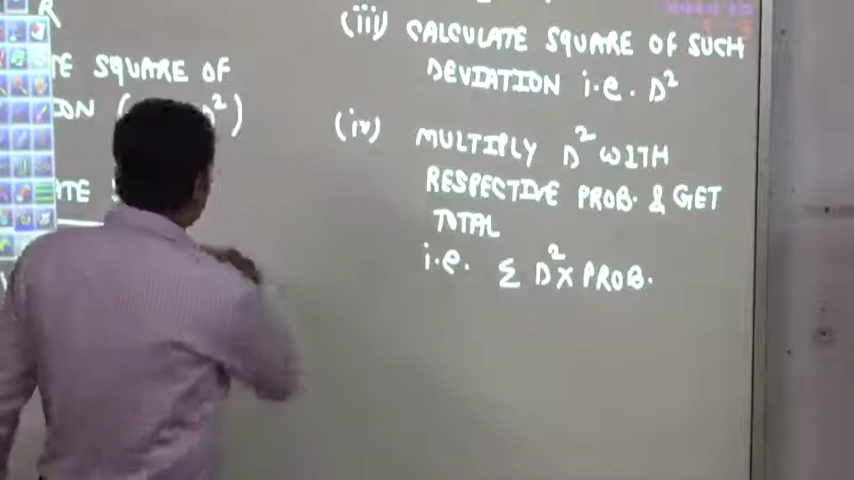 R
TE SQUARE OF
ION ( D²)
TE
(iii) CALCULATE SQUARE OF SUCH
DEVIATION i.e. D²
(iv) MULTIPLY D² WITH
RESPECTIVE PROB. & GET
TOTAL
i.e. Σ D² X PROB.